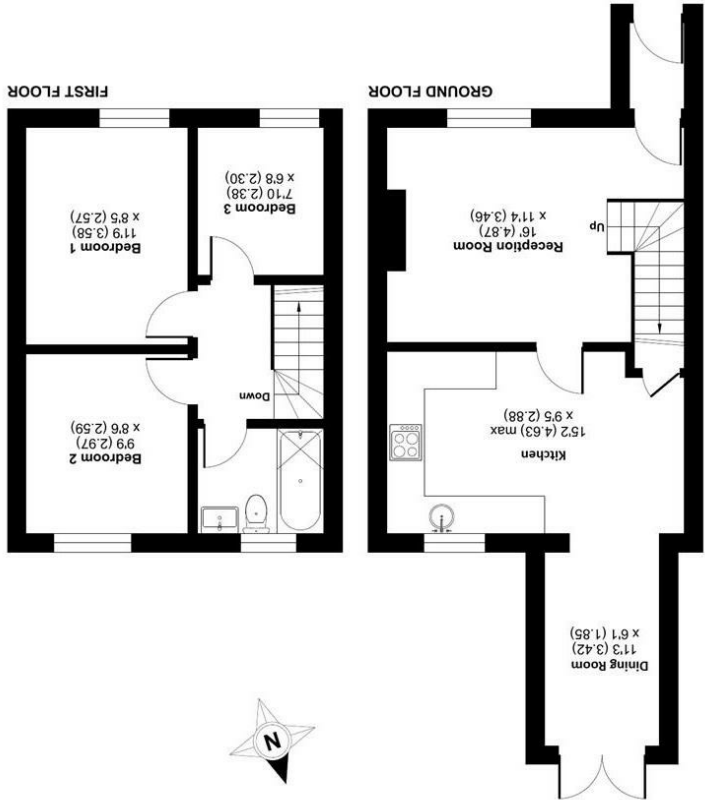 N
Dining Room
11'3 (3.42)
x 6'1 (1.85)
Kitchen
15'2 (4.63) max
x 9'5 (2.88)
Up
Reception Room
16' (4.87)
x 11'4 (3.46)
GROUND FLOOR
Bedroom 2
9'9 (2.97)
x 8'6 (2.59)
Down
Bedroom 3
7'10 (2.38)
x 6'8 (2.30)
Bedroom 1
11'9 (3.58)
x 8'5 (2.57)
FIRST FLOOR